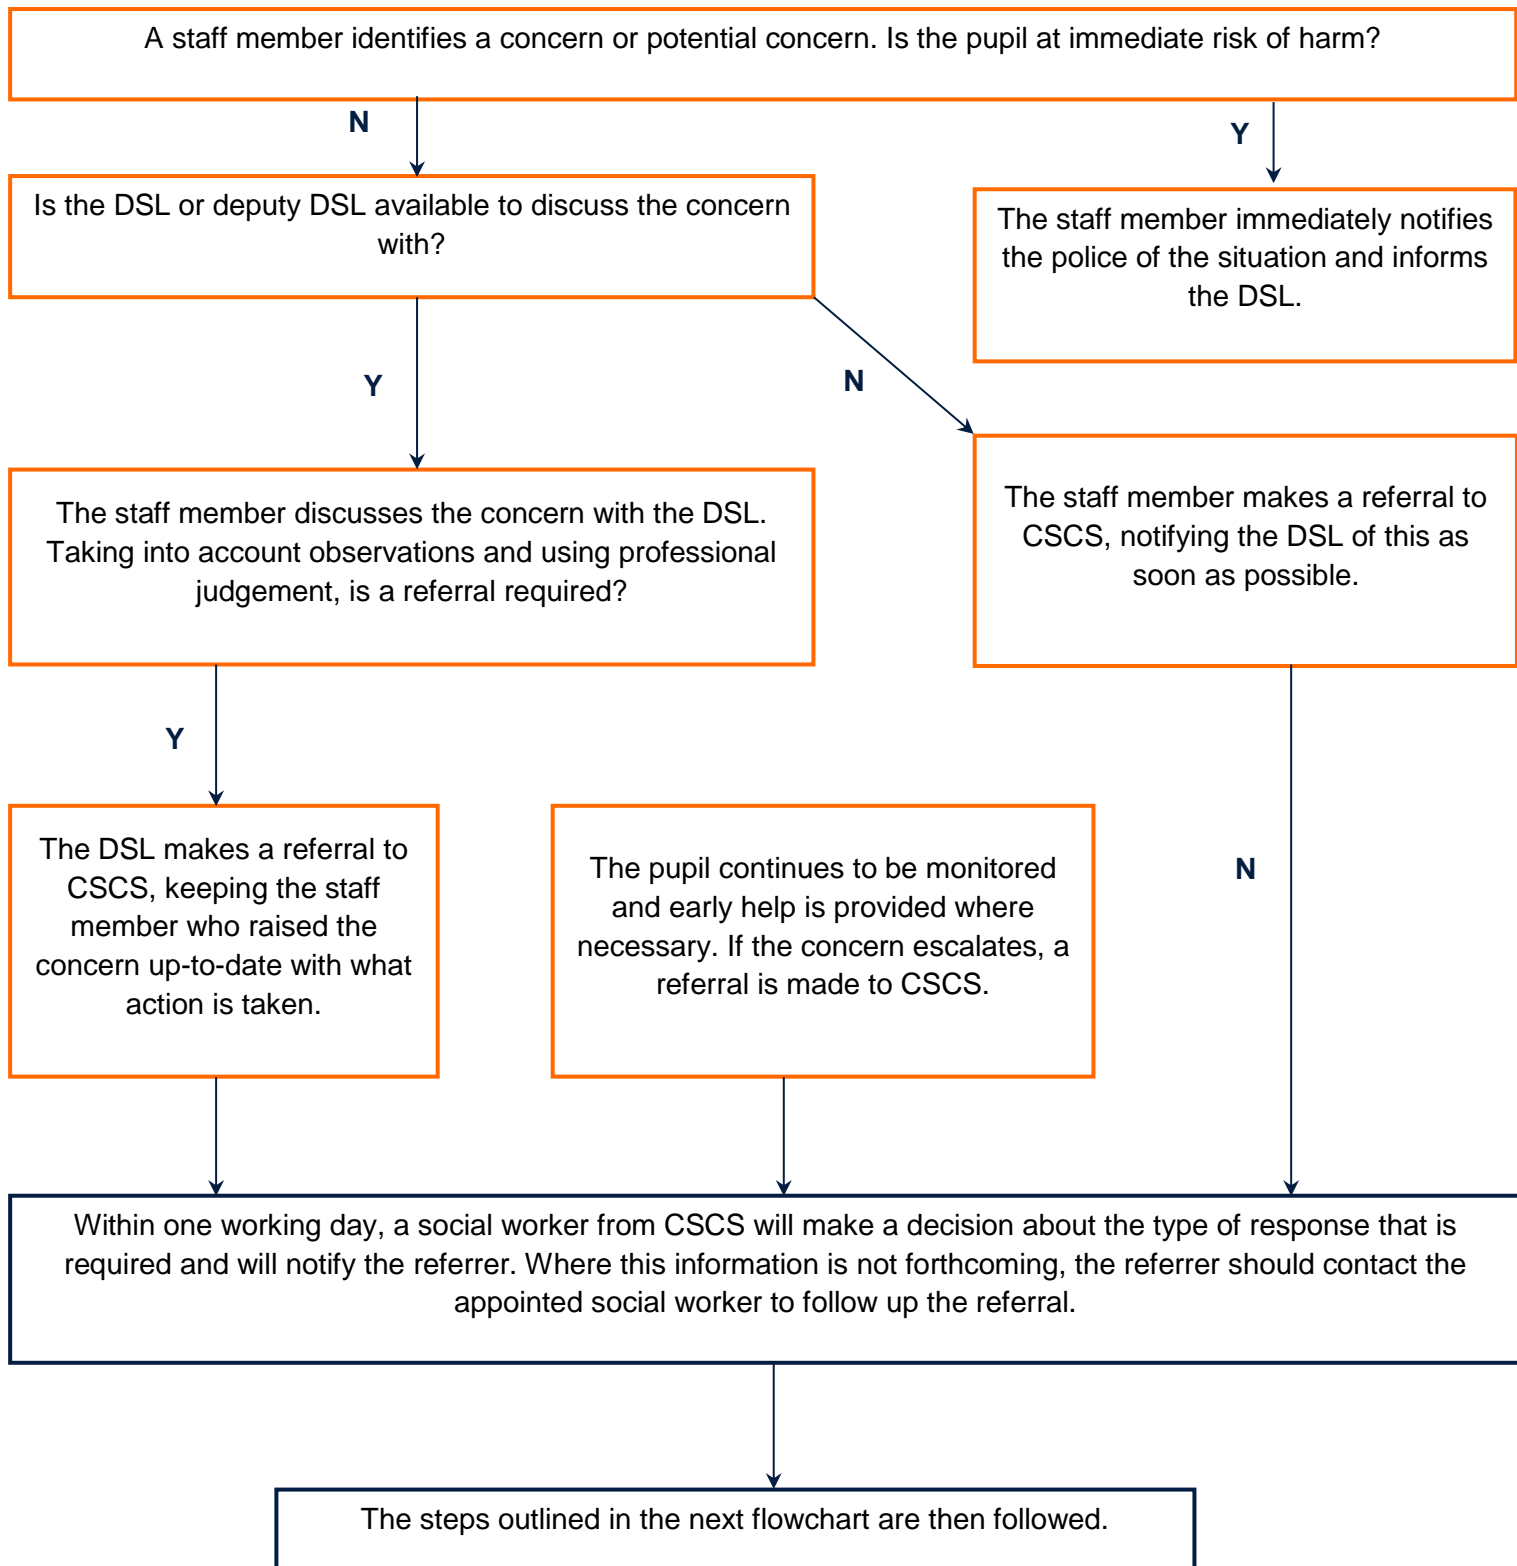 A staff member identifies a concern or potential concern. Is the pupil at immediate risk of harm?
N
Y
Is the DSL or deputy DSL available to discuss the concern
with?
The staff member immediately notifies
the police of the situation and informs
the DSL.
Y
N
The staff member discusses the concern with the DSL.
Taking into account observations and using professional
judgement, is a referral required?
The staff member makes a referral to
CSCS, notifying the DSL of this as
soon as possible.
Y
The DSL makes a referral to
CSCS, keeping the staff
member who raised the
concern up-to-date with what
action is taken.
The pupil continues to be monitored
and early help is provided where
necessary. If the concern escalates, a
referral is made to CSCS.
N
Within one working day, a social worker from CSCS will make a decision about the type of response that is
required and will notify the referrer. Where this information is not forthcoming, the referrer should contact the
appointed social worker to follow up the referral.
The steps outlined in the next flowchart are then followed.